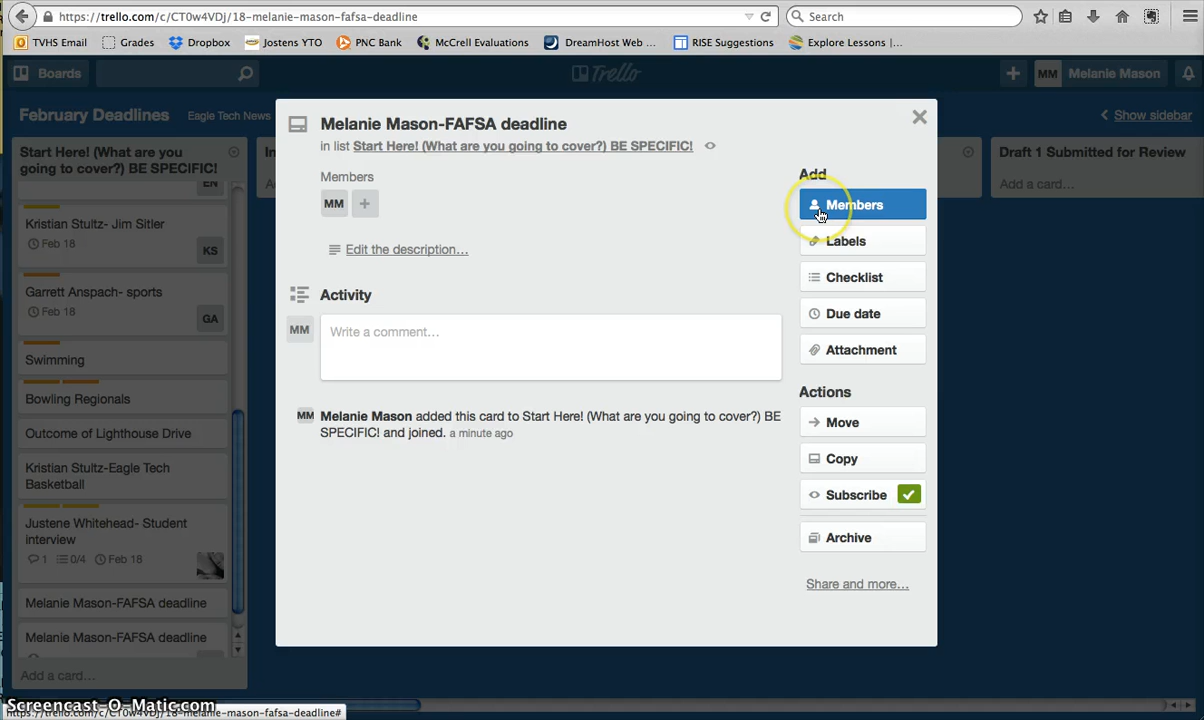 https://trello.com/c/CT0w4VDJ/18-melanie-mason-fafsa-deadline
Search
TVHS Email
Grades
Dropbox
Jostens YTO
PNC Bank
McCrell Evaluations
DreamHost Web ...
RISE Suggestions
Explore Lessons |...
Boards
Trello
MM Melanie Mason
February Deadlines
Eagle Tech News
< Show sidebar
Start Here! (What are you
going to cover?) BE SPECIFIC!
EN
Kristian Stultz- Jim Sitler
Feb 18
KS
Garrett Anspach- sports
Feb 18
GA
Swimming
Bowling Regionals
Outcome of Lighthouse Drive
Kristian Stultz-Eagle Tech
Basketball
Justene Whitehead- Student
interview
1 0/4 Feb 18
Melanie Mason-FAFSA deadline
Melanie Mason-FAFSA deadline
Add a card...
In
Melanie Mason-FAFSA deadline
in list Start Here! (What are you going to cover?) BE SPECIFIC!
Members
MM +
Edit the description...
Activity
MM
Write a comment...
MM Melanie Mason added this card to Start Here! (What are you going to cover?) BE
SPECIFIC! and joined. a minute ago
Add
Members
Labels
Checklist
Due date
Attachment
Actions
Move
Copy
Subscribe
Archive
Share and more...
Draft 1 Submitted for Review
Add a card...
Screencast-O-Matic.com
https://trello.com/c/CT0w4VDJ/18-melanie-mason-fafsa-deadline#